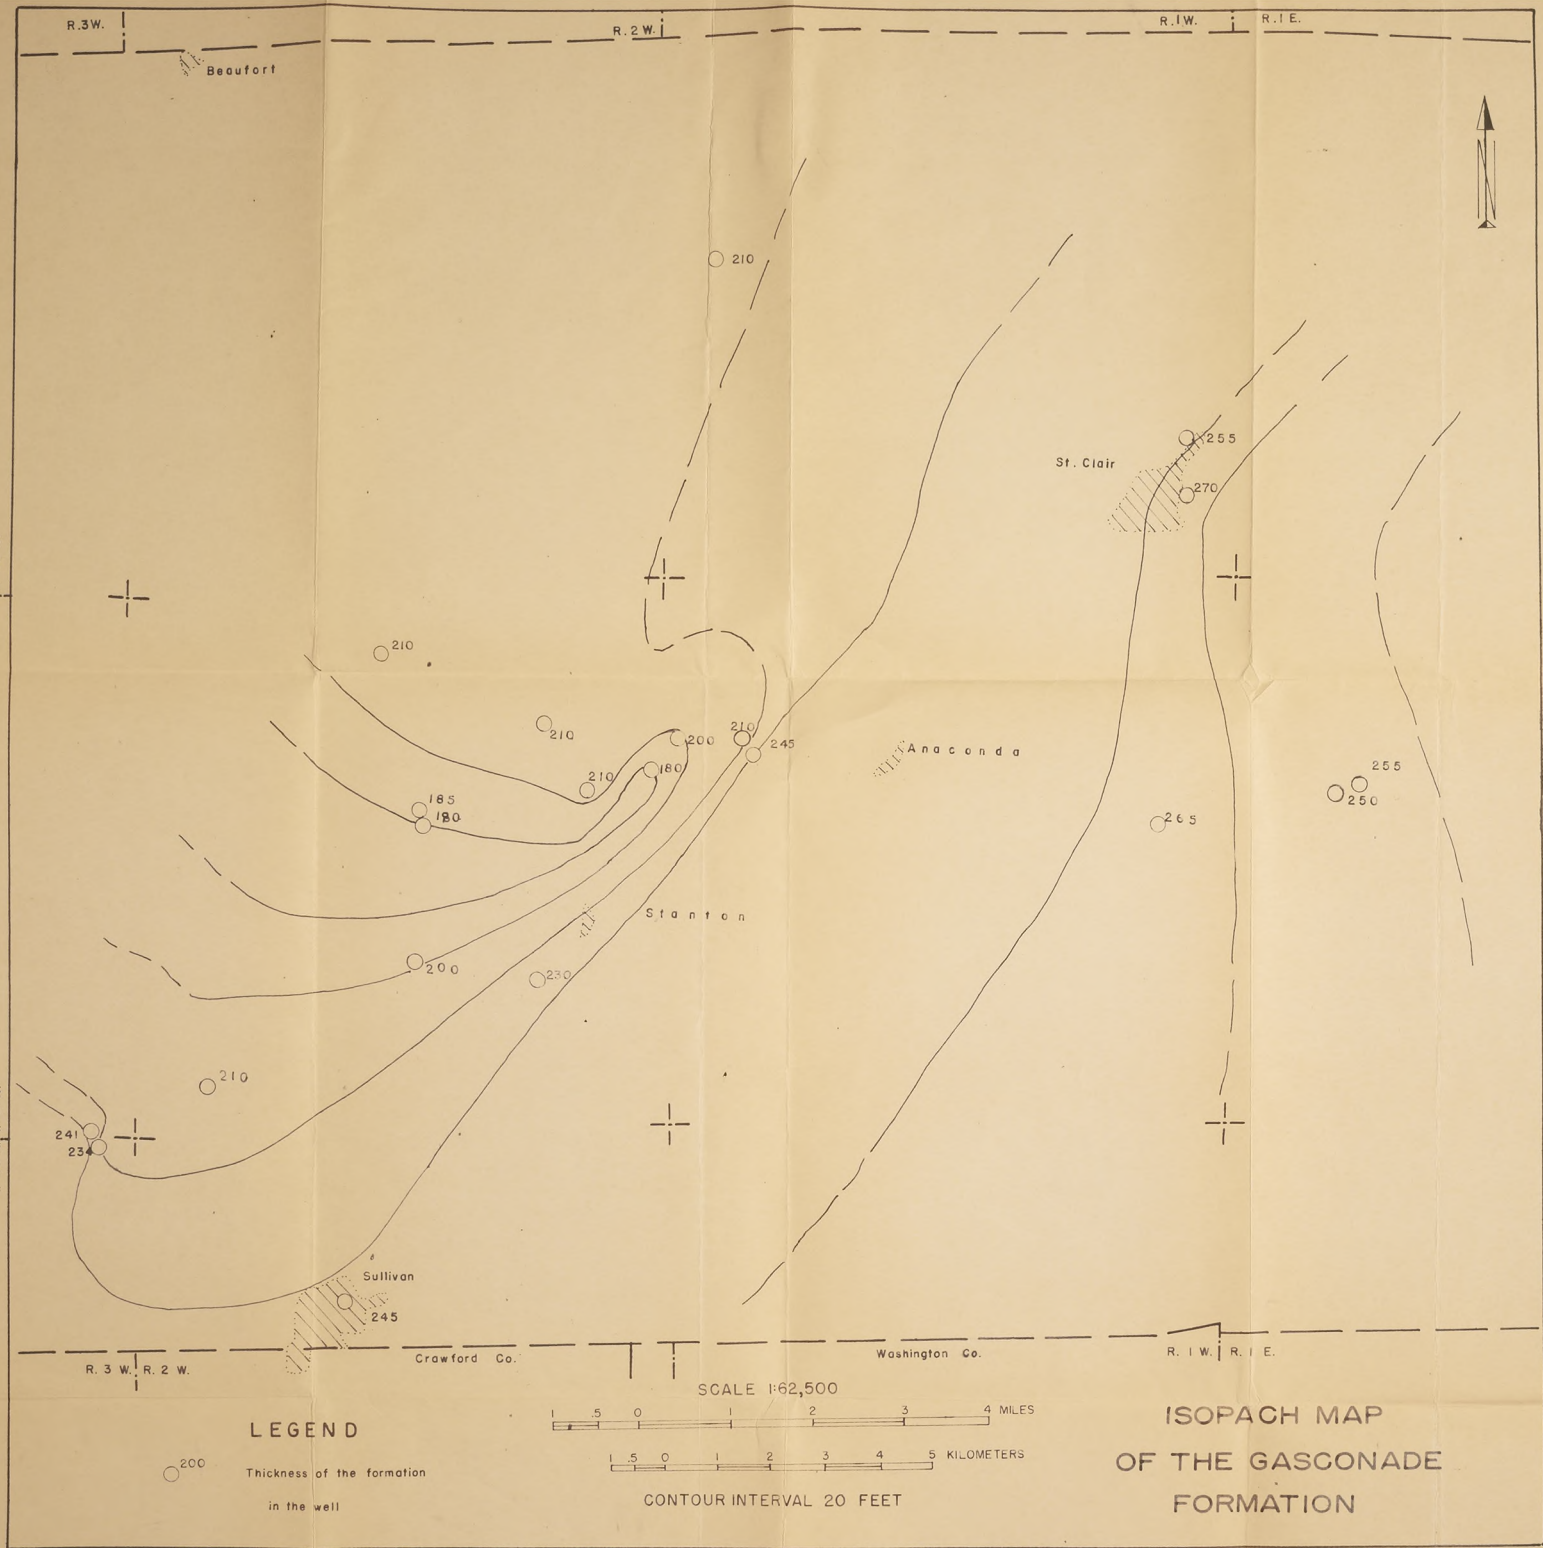 R.3W.
R.2W.
R.1W.
R.1E.
Beaufort
N
210
255
St. Clair
270
210
210
210
200
210
245
Anaconda
180
210
185
180
255
250
265
Stanton
200
230
210
241
234
Sullivan
245
R. 3 W. R. 2 W.
Crawford Co.
Washington Co.
R. 1 W. R. 1 E.
SCALE 1:62,500
1 .5 0 1 2 3 4 MILES
1 .5 0 1 2 3 4 5 KILOMETERS
CONTOUR INTERVAL 20 FEET
LEGEND
200
Thickness of the formation
in the well
ISOPACH MAP
OF THE GASCONADE
FORMATION